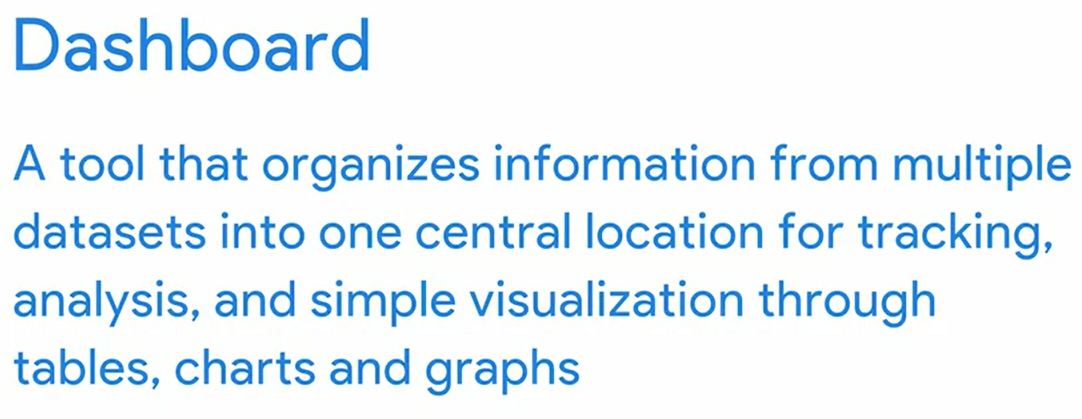 Dashboard
A tool that organizes information from multiple
datasets into one central location for tracking,
analysis, and simple visualization through
tables, charts and graphs